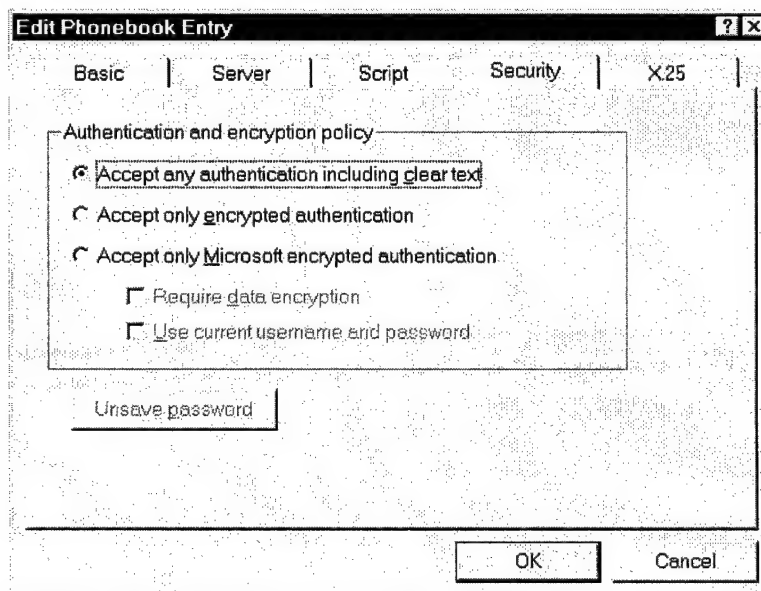 Edit Phonebook Entry
Basic Server Script Security X.25
Authentication and encryption policy
Accept any authentication including clear text
Accept only encrypted authentication
Accept only Microsoft encrypted authentication
Require data encryption
Use current username and password
Unsave password
OK Cancel